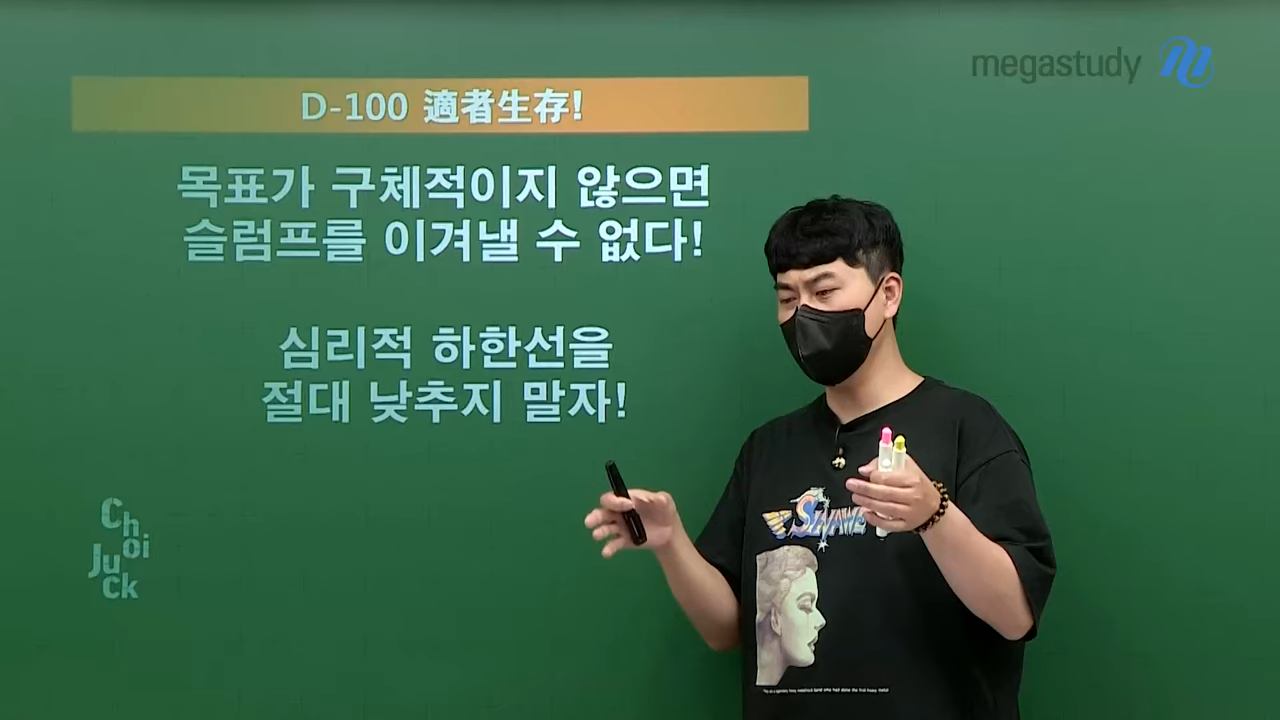 megastudy
D-100 適者生存!
목표가 구체적이지 않으면
슬럼프를 이겨낼 수 없다!
심리적 하한선을
절대 낮추지 말자!
Choi
Juck